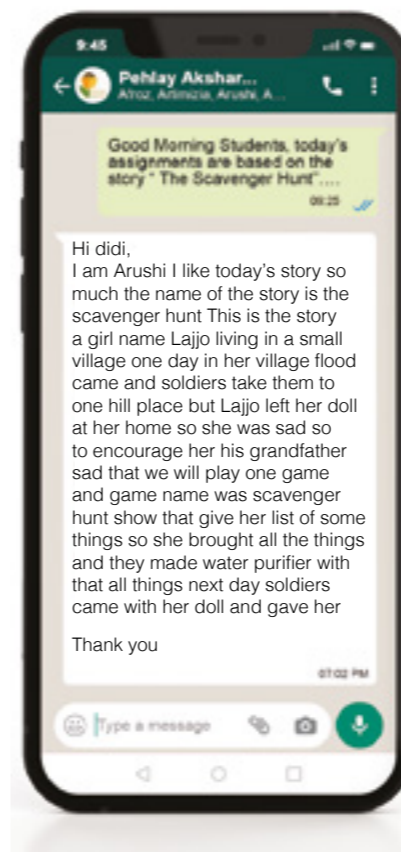 9:45
Pehlay Akshar...
Afroz, Artimizia, Arushi, A...
Good Morning Students, today's
assignments are based on the
story " The Scavenger Hunt"....
09:25
Hi didi,
I am Arushi I like today's story so
much the name of the story is the
scavenger hunt This is the story
a girl name Lajjo living in a small
village one day in her village flood
came and soldiers take them to
one hill place but Lajjo left her doll
at her home so she was sad so
to encourage her his grandfather
sad that we will play one game
and game name was scavenger
hunt show that give her list of some
things so she brought all the things
and they made water purifier with
that all things next day soldiers
came with her doll and gave her
Thank you
07:02 PM
Type a message